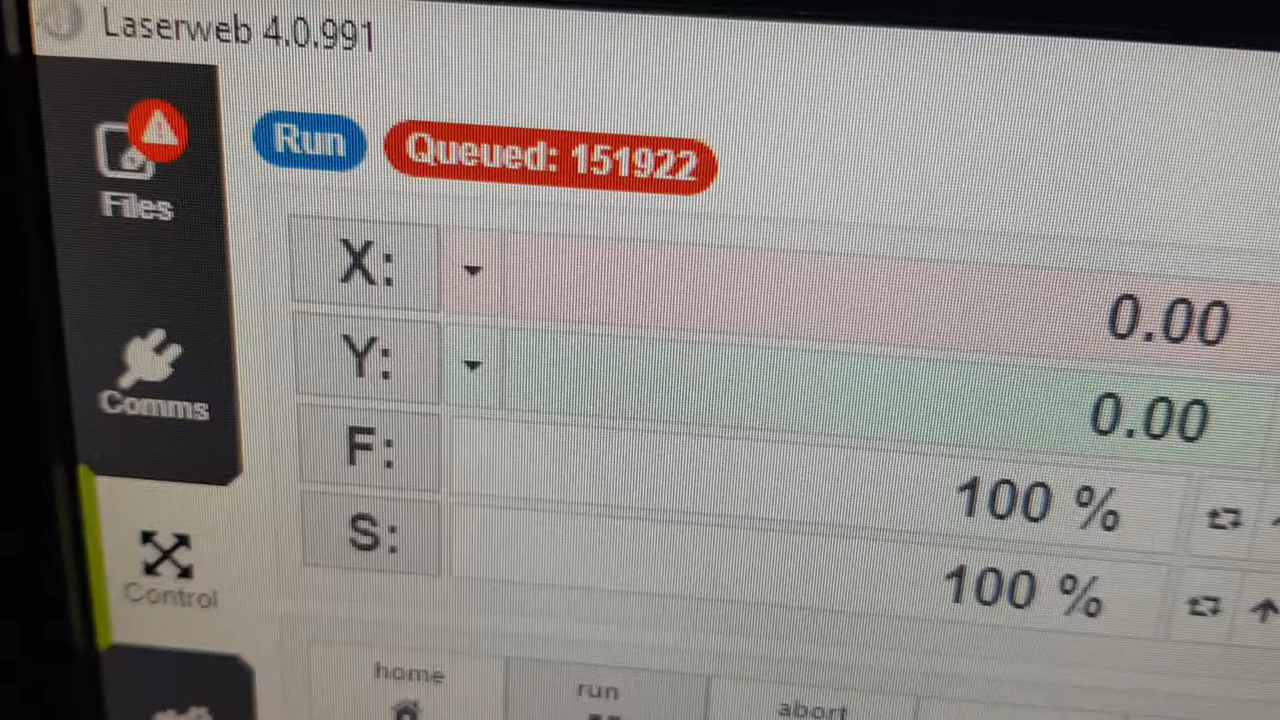 Laserweb 4.0.991
Run Queued: 151922
Files
X: 0.00
Y: 0.00
Comms
F: 100 %
S: 100 %
Control
home run abort